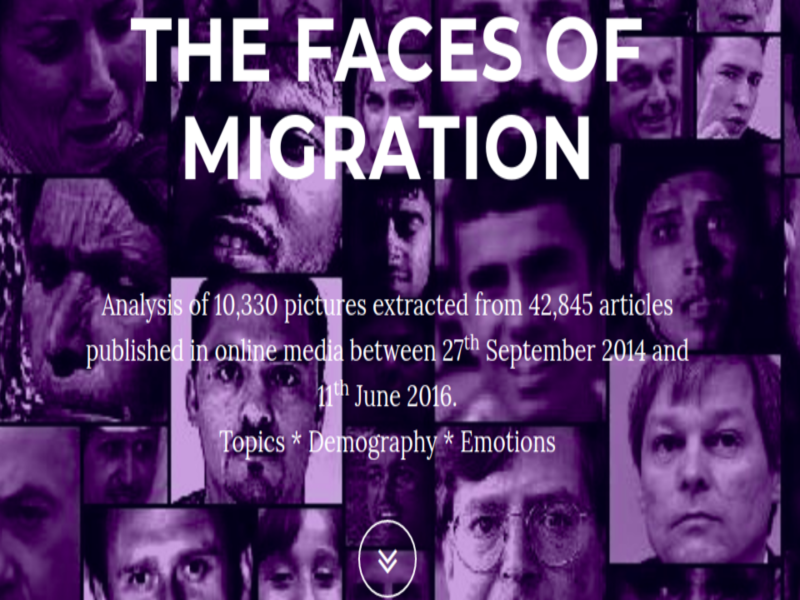 THE FACES OF
MIGRATION
Analysis of 10,330 pictures extracted from 42,845 articles
published in online media between 27th September 2014 and
11th June 2016.
Topics * Demography * Emotions